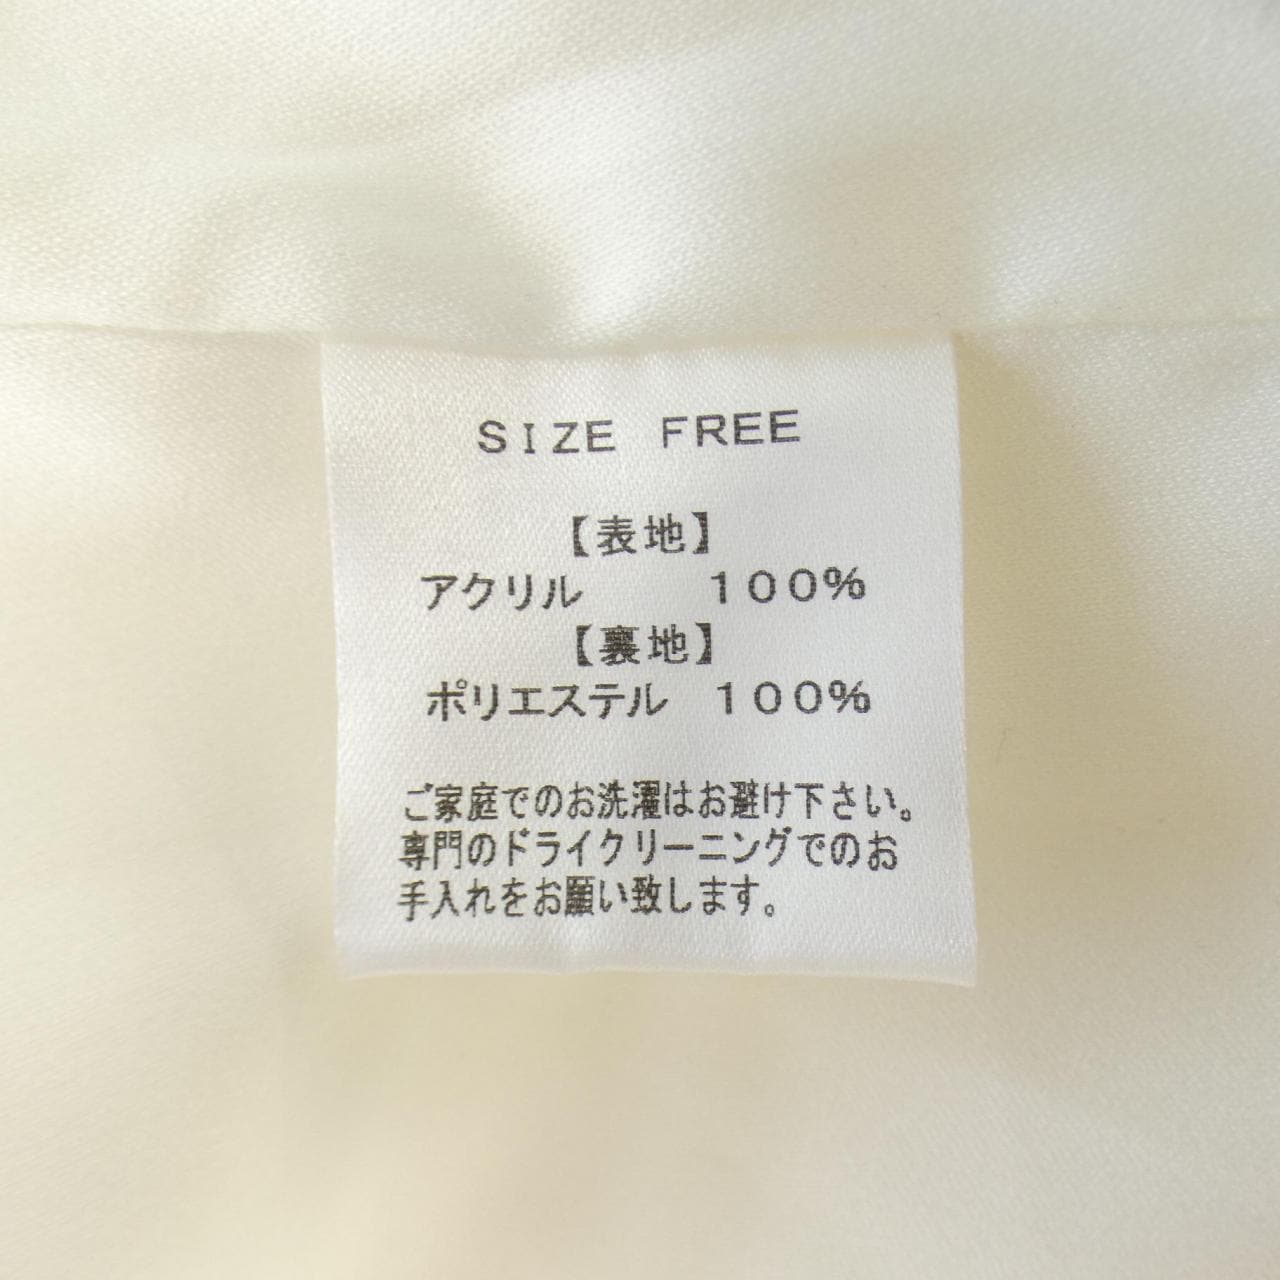 SIZE FREE
【表地】
アクリル 100%
【裏地】
ポリエステル 100%
ご家庭でのお洗濯はお避け下さい。
専門のドライクリーニングでのお
手入れをお願い致します。